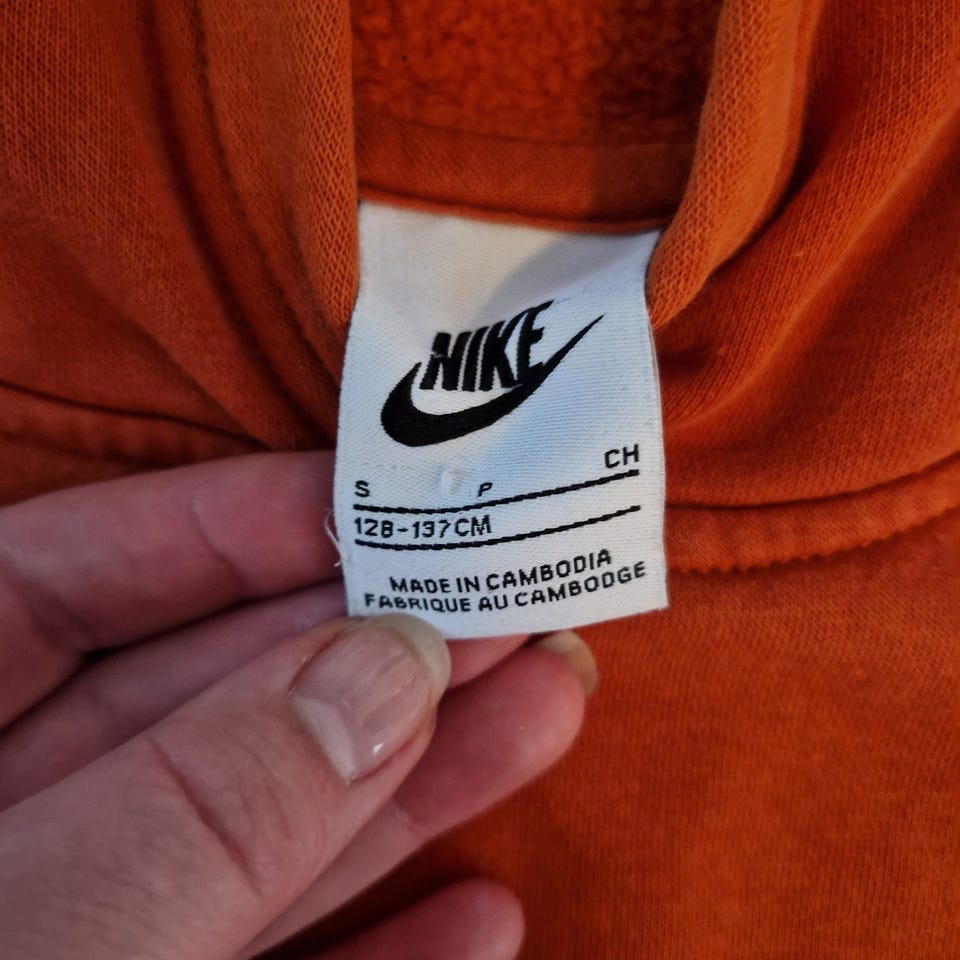 NIKE
S P CH
128-137CM
MADE IN CAMBODIA
FABRIQUE AU CAMBODGE